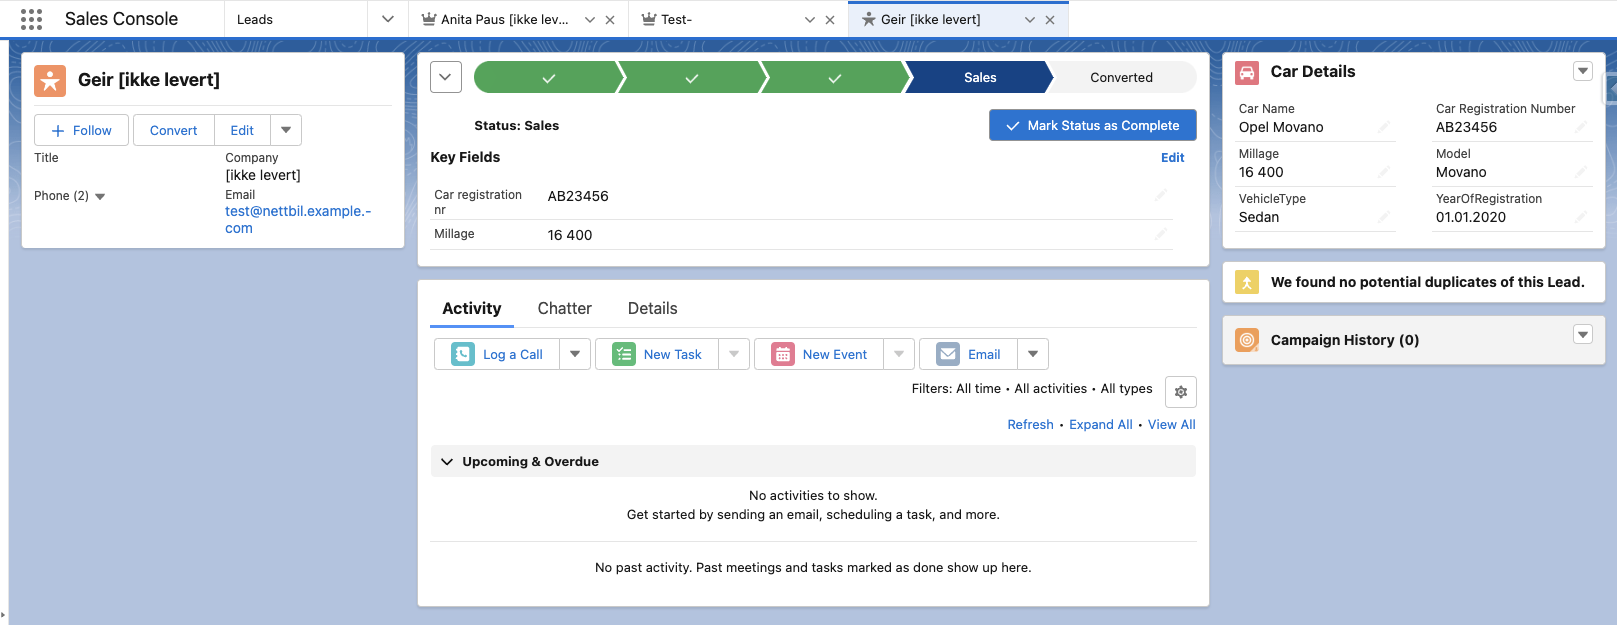 Sales Console
Leads
Anita Paus [ikke lev...
Test-
Geir [ikke levert]
Geir [ikke levert]
Follow
Convert
Edit
Title
Company
[ikke levert]
Phone (2)
Email
test@nettbil.example.-
com
Sales
Converted
Status: Sales
Mark Status as Complete
Key Fields
Edit
Car registration
nr
AB23456
Millage
16 400
Activity
Chatter
Details
Log a Call
New Task
New Event
Email
Filters: All time • All activities • All types
Refresh • Expand All • View All
Upcoming & Overdue
No activities to show.
Get started by sending an email, scheduling a task, and more.
No past activity. Past meetings and tasks marked as done show up here.
Car Details
Car Name
Opel Movano
Car Registration Number
AB23456
Millage
16 400
Model
Movano
VehicleType
Sedan
YearOfRegistration
01.01.2020
We found no potential duplicates of this Lead.
Campaign History (0)